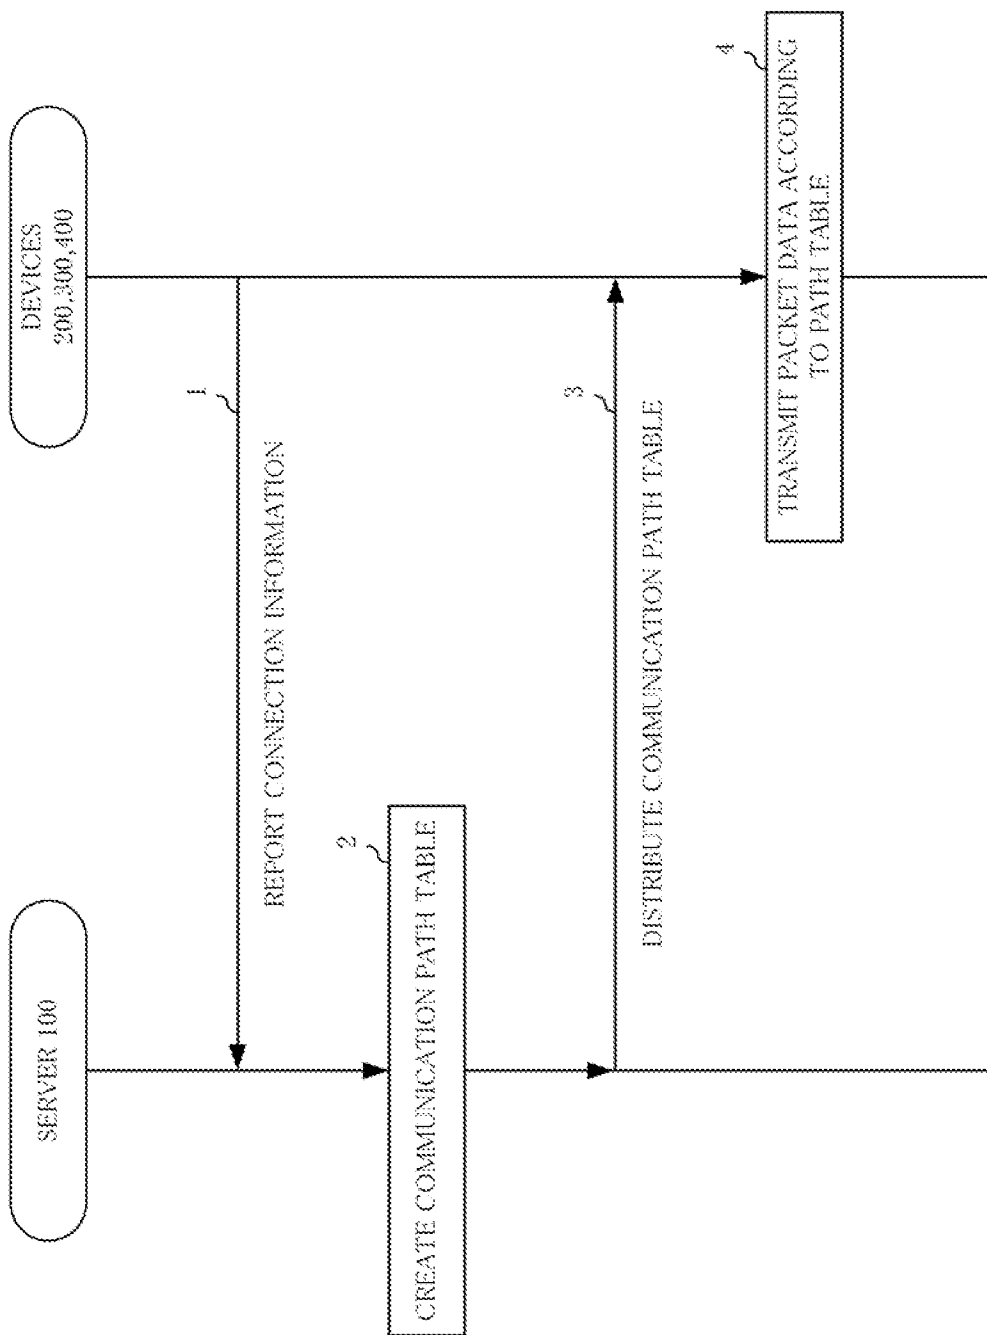 SERVER 100
DEVICES
200,300,400
1
REPORT CONNECTION INFORMATION
2
CREATE COMMUNICATION PATH TABLE
3
DISTRIBUTE COMMUNICATION PATH TABLE
4
TRANSMIT PACKET DATA ACCORDING
TO PATH TABLE